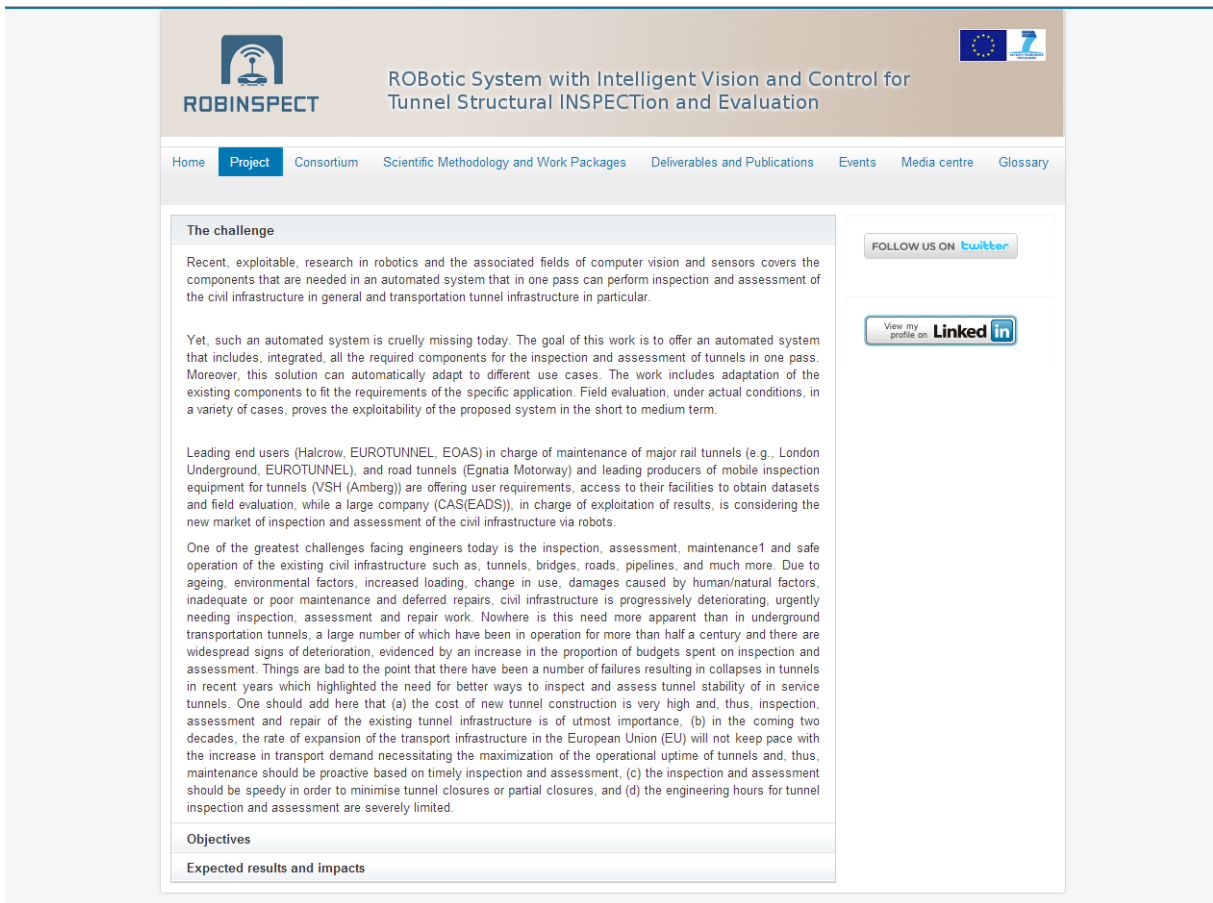 ROBINSPECT
ROBotic System with Intelligent Vision and Control for
Tunnel Structural INSPECTion and Evaluation
Home Project Consortium Scientific Methodology and Work Packages Deliverables and Publications Events Media centre Glossary
The challenge
Recent, exploitable, research in robotics and the associated fields of computer vision and sensors covers the
components that are needed in an automated system that in one pass can perform inspection and assessment of
the civil infrastructure in general and transportation tunnel infrastructure in particular.
Yet, such an automated system is cruelly missing today. The goal of this work is to offer an automated system
that includes, integrated, all the required components for the inspection and assessment of tunnels in one pass.
Moreover, this solution can automatically adapt to different use cases. The work includes adaptation of the
existing components to fit the requirements of the specific application. Field evaluation, under actual conditions, in
a variety of cases, proves the exploitability of the proposed system in the short to medium term.
Leading end users (Halcrow, EUROTUNNEL, EOAS) in charge of maintenance of major rail tunnels (e.g., London
Underground, EUROTUNNEL), and road tunnels (Egnatia Motorway) and leading producers of mobile inspection
equipment for tunnels (VSH (Amberg)) are offering user requirements, access to their facilities to obtain datasets
and field evaluation, while a large company (CAS(EADS)), in charge of exploitation of results, is considering the
new market of inspection and assessment of the civil infrastructure via robots.
One of the greatest challenges facing engineers today is the inspection, assessment, maintenance1 and safe
operation of the existing civil infrastructure such as, tunnels, bridges, roads, pipelines, and much more. Due to
ageing, environmental factors, increased loading, change in use, damages caused by human/natural factors,
inadequate or poor maintenance and deferred repairs, civil infrastructure is progressively deteriorating, urgently
needing inspection, assessment and repair work. Nowhere is this need more apparent than in underground
transportation tunnels, a large number of which have been in operation for more than half a century and there are
widespread signs of deterioration, evidenced by an increase in the proportion of budgets spent on inspection and
assessment. Things are bad to the point that there have been a number of failures resulting in collapses in tunnels
in recent years which highlighted the need for better ways to inspect and assess tunnel stability of in service
tunnels. One should add here that (a) the cost of new tunnel construction is very high and, thus, inspection,
assessment and repair of the existing tunnel infrastructure is of utmost importance, (b) in the coming two
decades, the rate of expansion of the transport infrastructure in the European Union (EU) will not keep pace with
the increase in transport demand necessitating the maximization of the operational uptime of tunnels and, thus,
maintenance should be proactive based on timely inspection and assessment, (c) the inspection and assessment
should be speedy in order to minimise tunnel closures or partial closures, and (d) the engineering hours for tunnel
inspection and assessment are severely limited.
Objectives
Expected results and impacts
FOLLOW US ON twitter
View my
profile on Linked in